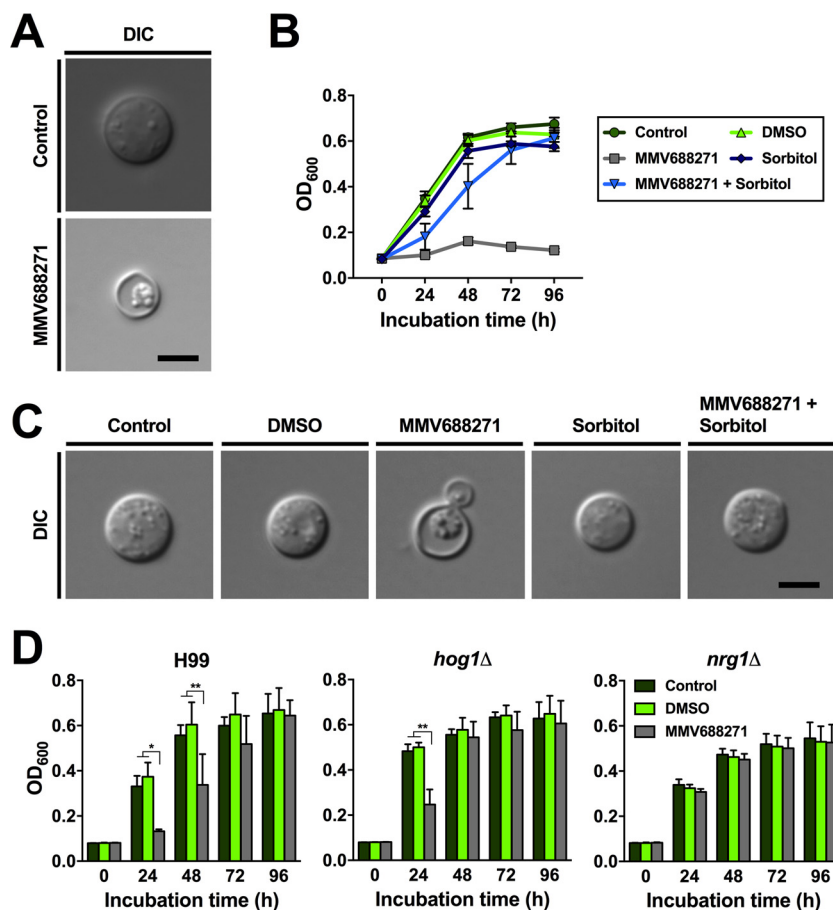 A
DIC
Control
MMV688271
B
0.8
0.6
0.4
0.2
0.0
OD600
0 24 48 72 96
Incubation time (h)
Control DMSO
MMV688271 Sorbitol
MMV688271 + Sorbitol
C
Control DMSO MMV688271 Sorbitol MMV688271 + Sorbitol
DIC
D
H99
0.8
0.6
0.4
0.2
0.0
OD600
*
**
0 24 48 72 96
Incubation time (h)
hog1Δ
0.8
0.6
0.4
0.2
0.0
**
0 24 48 72 96
Incubation time (h)
nrg1Δ
0.8
0.6
0.4
0.2
0.0
Control
DMSO
MMV688271
0 24 48 72 96
Incubation time (h)